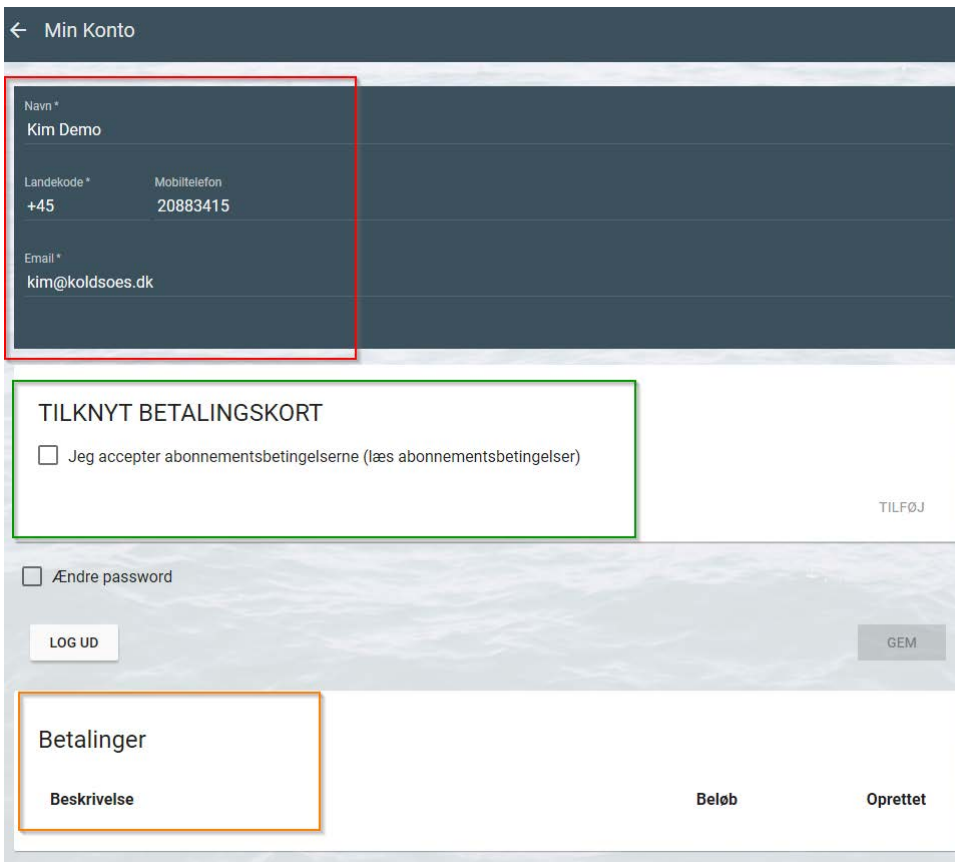 Min Konto
Navn *
Kim Demo
Landekode * Mobiltelefon
+45 20883415
Email *
kim@koldsoes.dk
TILKNYT BETALINGSKORT
Jeg accepter abonnementsbetingelserne (læs abonnementsbetingelser)
TILFØJ
Ændre password
LOG UD GEM
Betalinger
Beskrivelse Beløb Oprettet